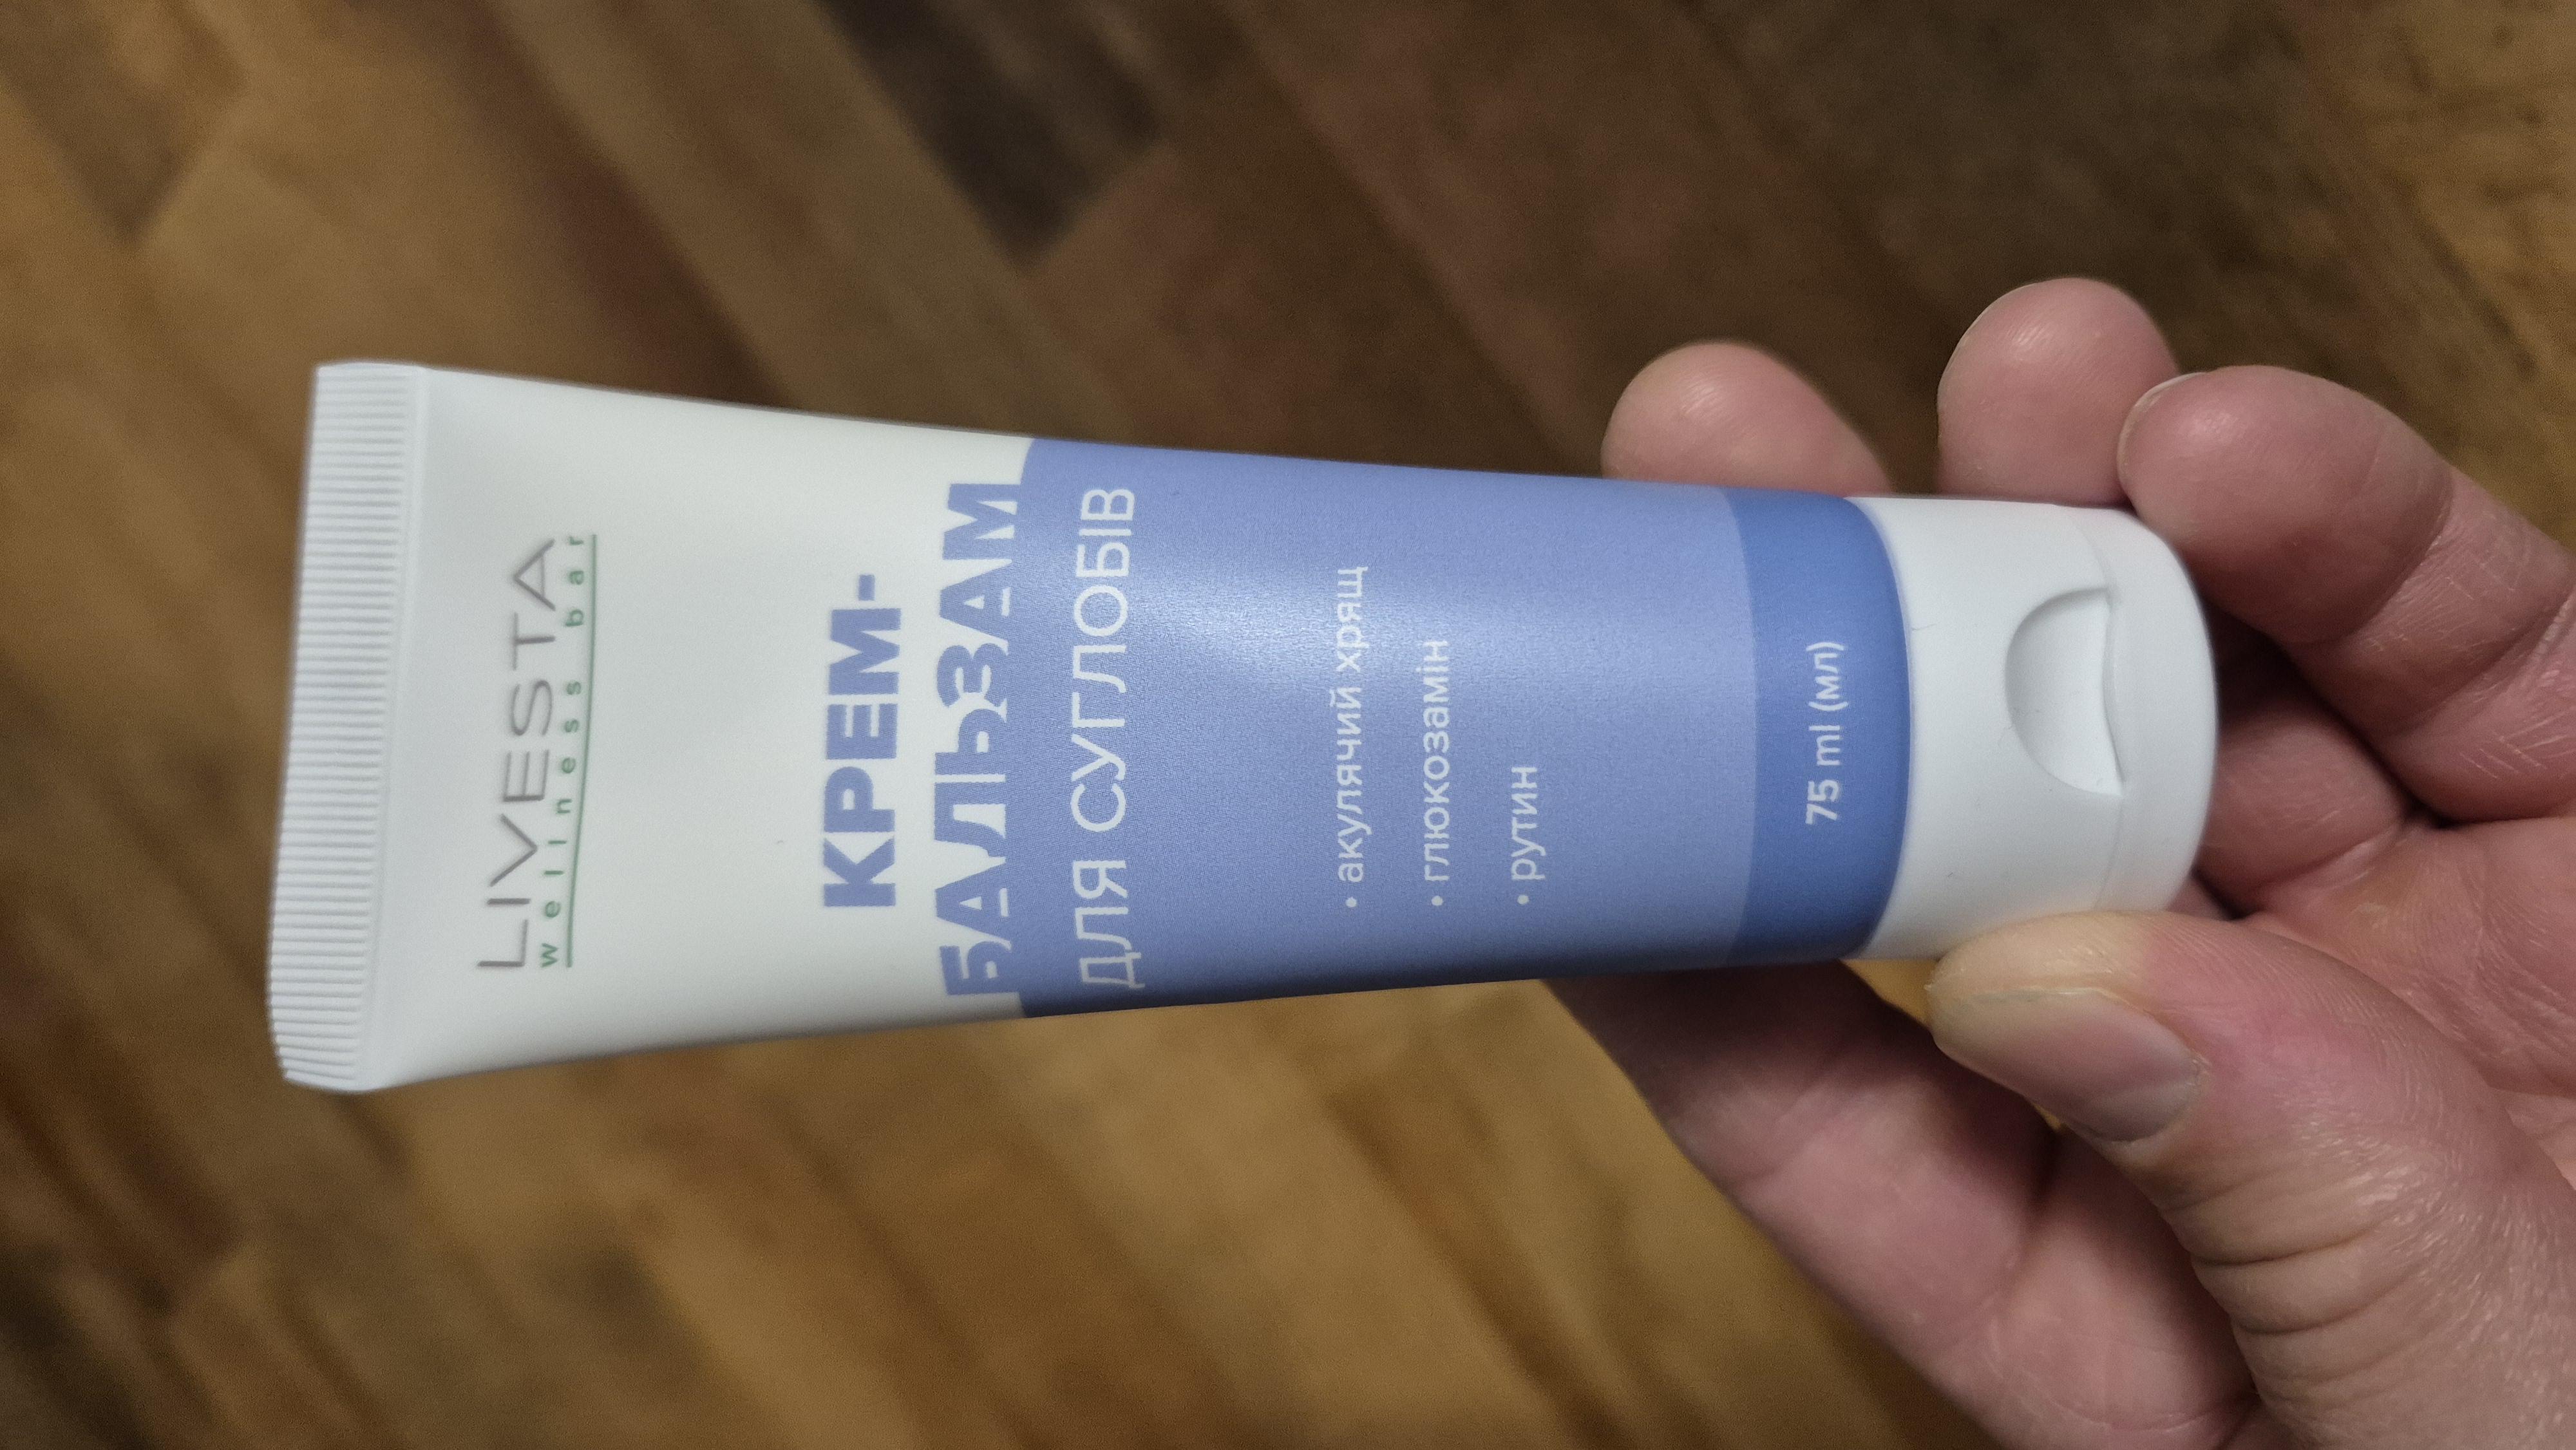 LIVESTA
wellness bar
КРЕМ-
БАЛЬЗАМ
ДЛЯ СУГЛОБІВ
• акулячий хрящ
• глюкозамін
• рутин
75 ml (мл)